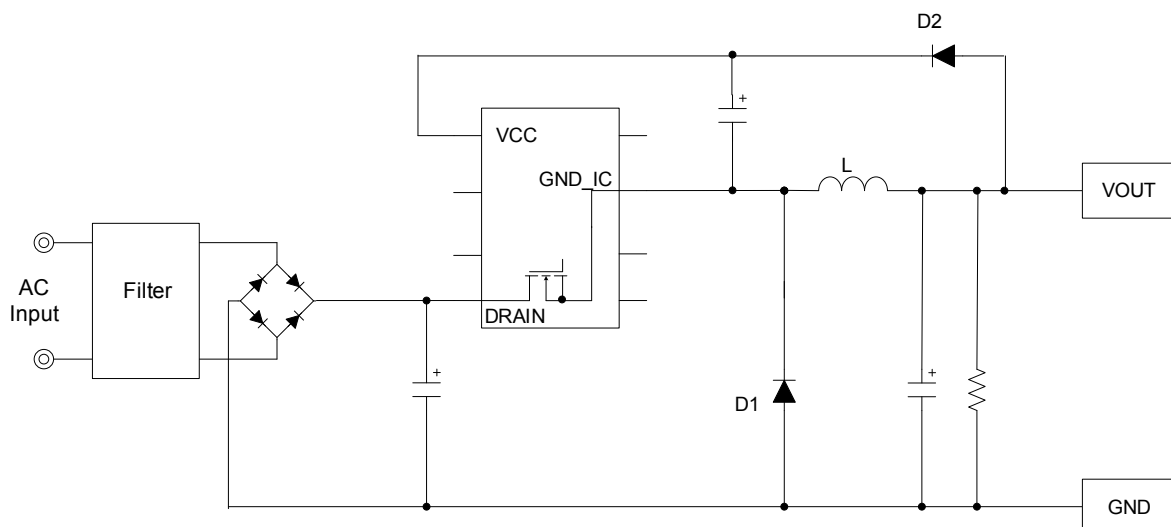 D2
+
VCC
GND_IC
L
VOUT
AC
Input
Filter
DRAIN
+
D1
+
GND